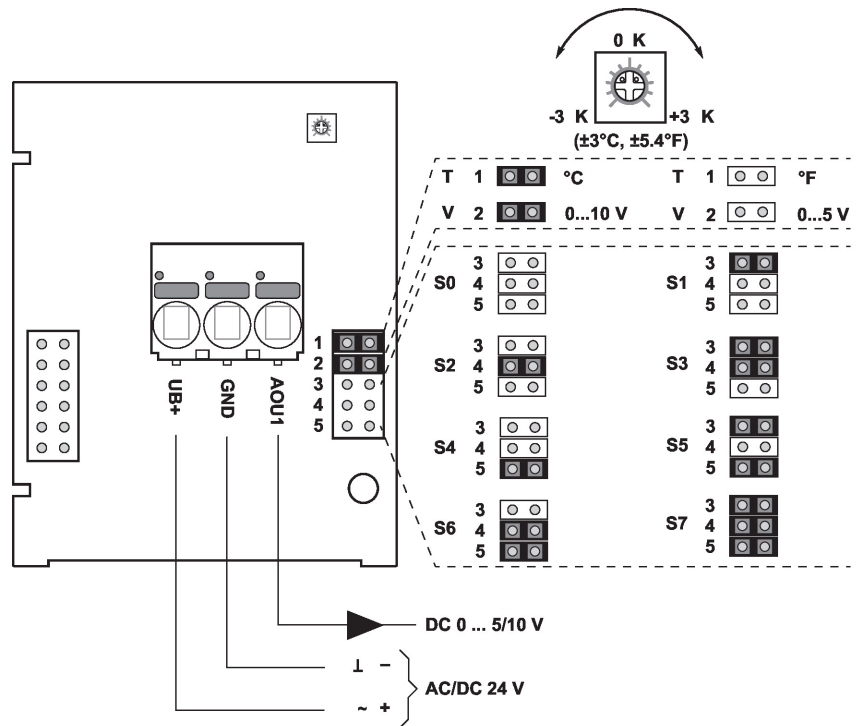 0 K
-3 K +3 K
(±3°C, ±5.4°F)
T 1 °C T 1 °F
V 2 0...10 V V 2 0...5 V
S0 3 4 5
S1 3 4 5
S2 3 4 5
S3 3 4 5
S4 3 4 5
S5 3 4 5
S6 3 4 5
S7 3 4 5
1
2
3
4
5
UB+ GND AOU1
DC 0 ... 5/10 V
⊥ −
AC/DC 24 V
~ +